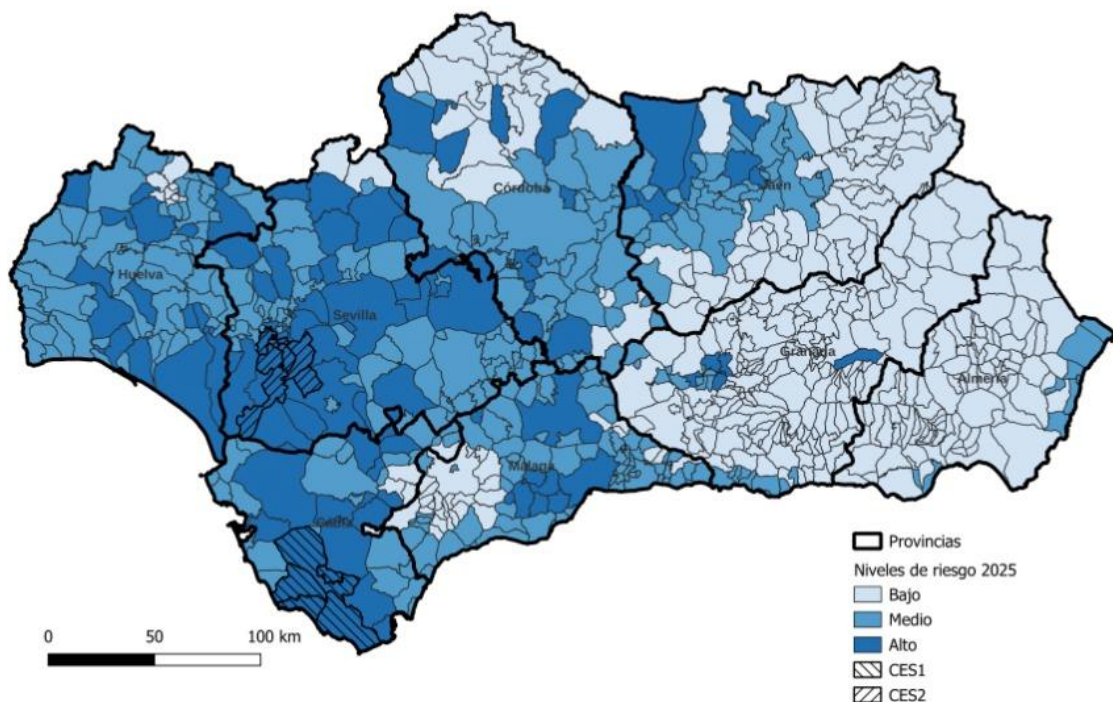 Córdoba
Jaén
Huelva
Sevilla
Granada
Almería
Málaga
Cádiz
Provincias
Niveles de riesgo 2025
Bajo
Medio
Alto
CES1
CES2
0 50 100 km